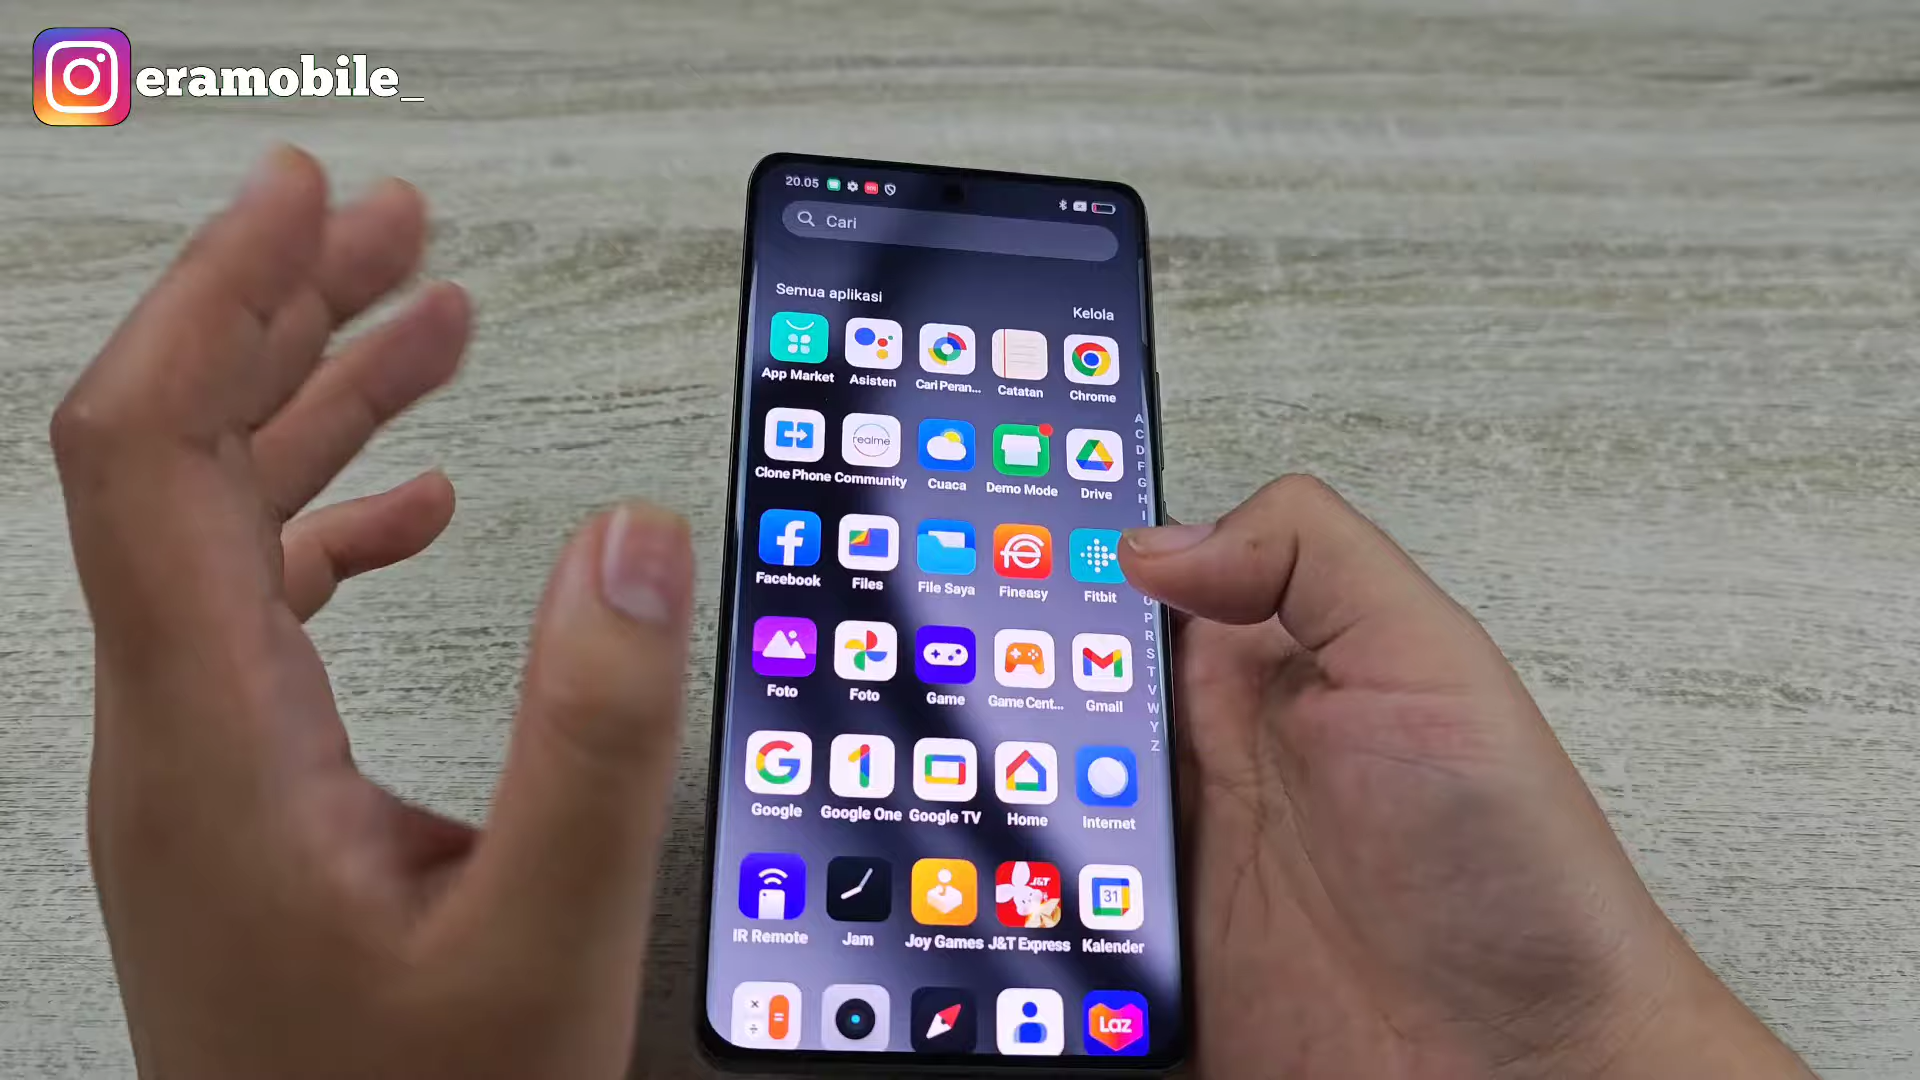 eramobile_
20.05
Cari
Semua aplikasi
Kelola
App Market
Asisten
Cari Peran...
Catatan
Chrome
realme
Clone Phone
Community
Cuaca
Demo Mode
Drive
Facebook
Files
File Saya
Fineasy
Fitbit
Foto
Foto
Game
Game Cent...
Gmail
Google
Google One
Google TV
Home
Internet
J&T
31
IR Remote
Jam
Joy Games
J&T Express
Kalender
Laz
A
C
D
F
G
H
I
O
P
R
S
T
V
W
Y
Z